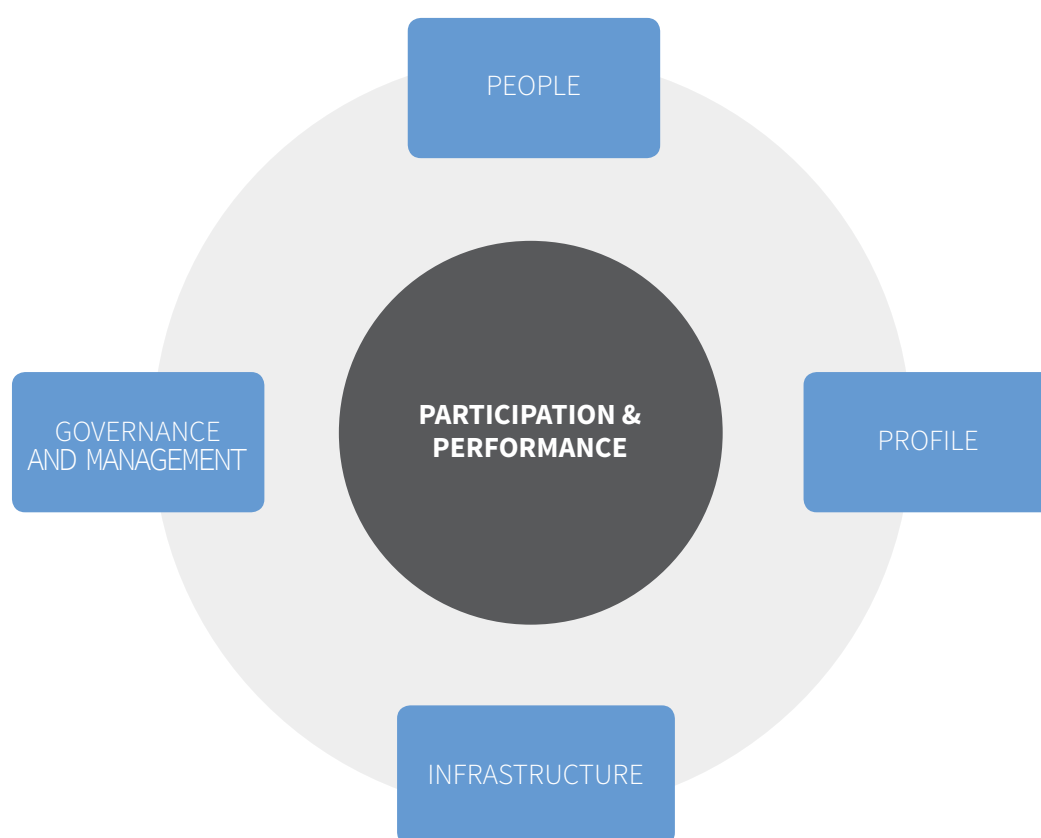 PEOPLE
GOVERNANCE
AND MANAGEMENT
PARTICIPATION &
PERFORMANCE
PROFILE
INFRASTRUCTURE